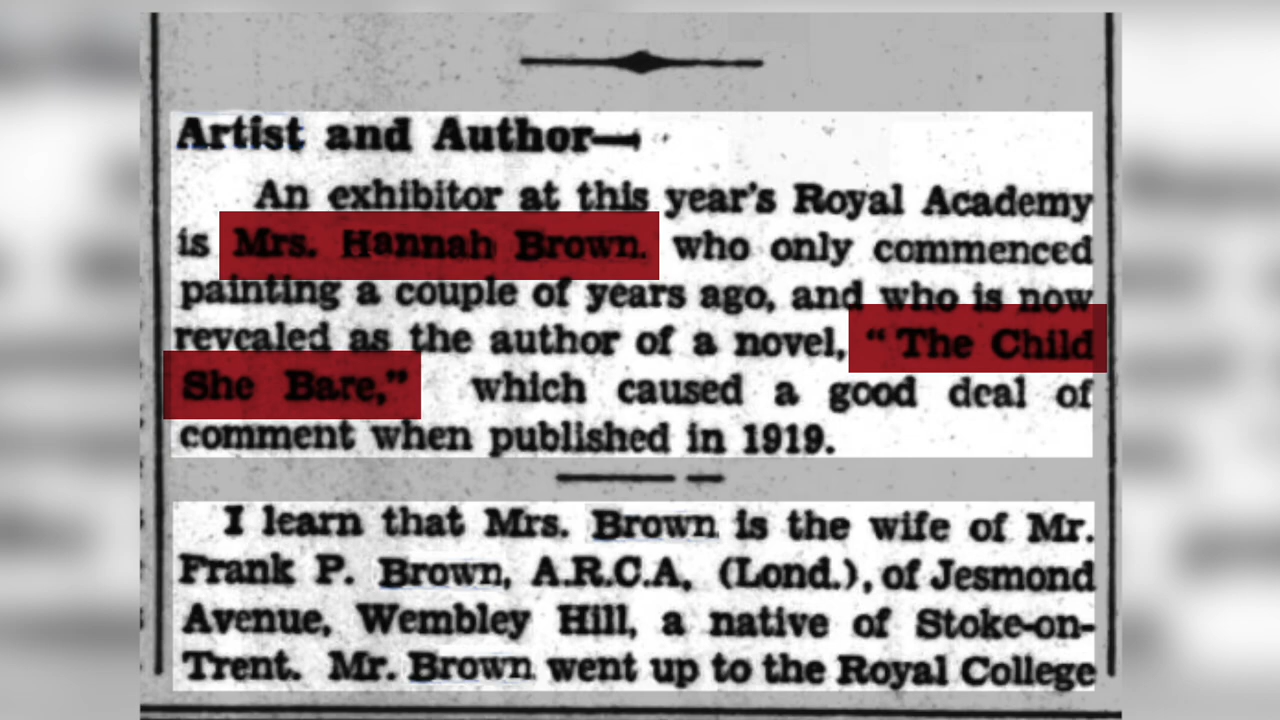 Artist and Author—
An exhibitor at this year's Royal Academy
is Mrs. Hannah Brown. who only commenced
painting a couple of years ago, and who is now
revealed as the author of a novel, “ The Child
She Bare,” which caused a good deal of
comment when published in 1919.
I learn that Mrs. Brown is the wife of Mr.
Frank P. Brown, A.R.C.A. (Lond.), of Jesmond
Avenue, Wembley Hill, a native of Stoke-on-
Trent. Mr. Brown went up to the Royal College